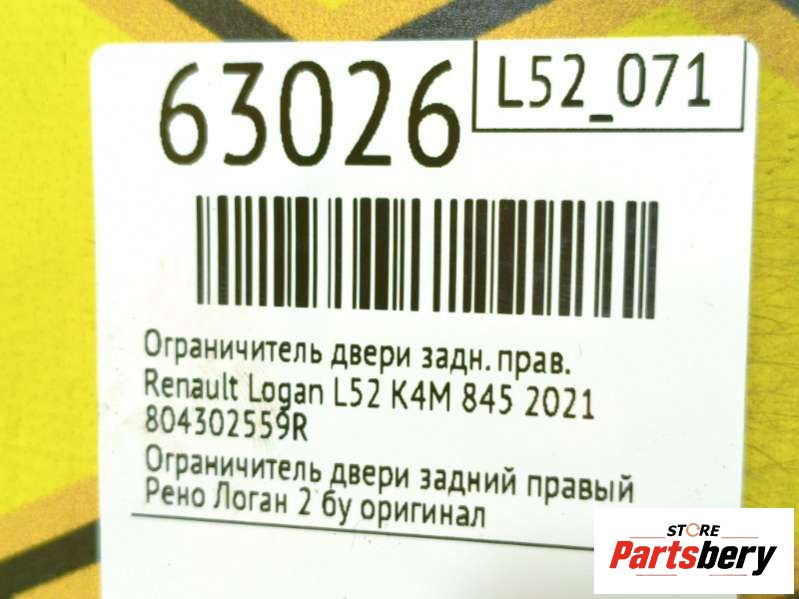 63026
L52_071
Ограничитель двери задн. прав.
Renault Logan L52 K4M 845 2021
804302559R
Ограничитель двери задний правый
Рено Логан 2 бу оригинал
STORE
Partsbery